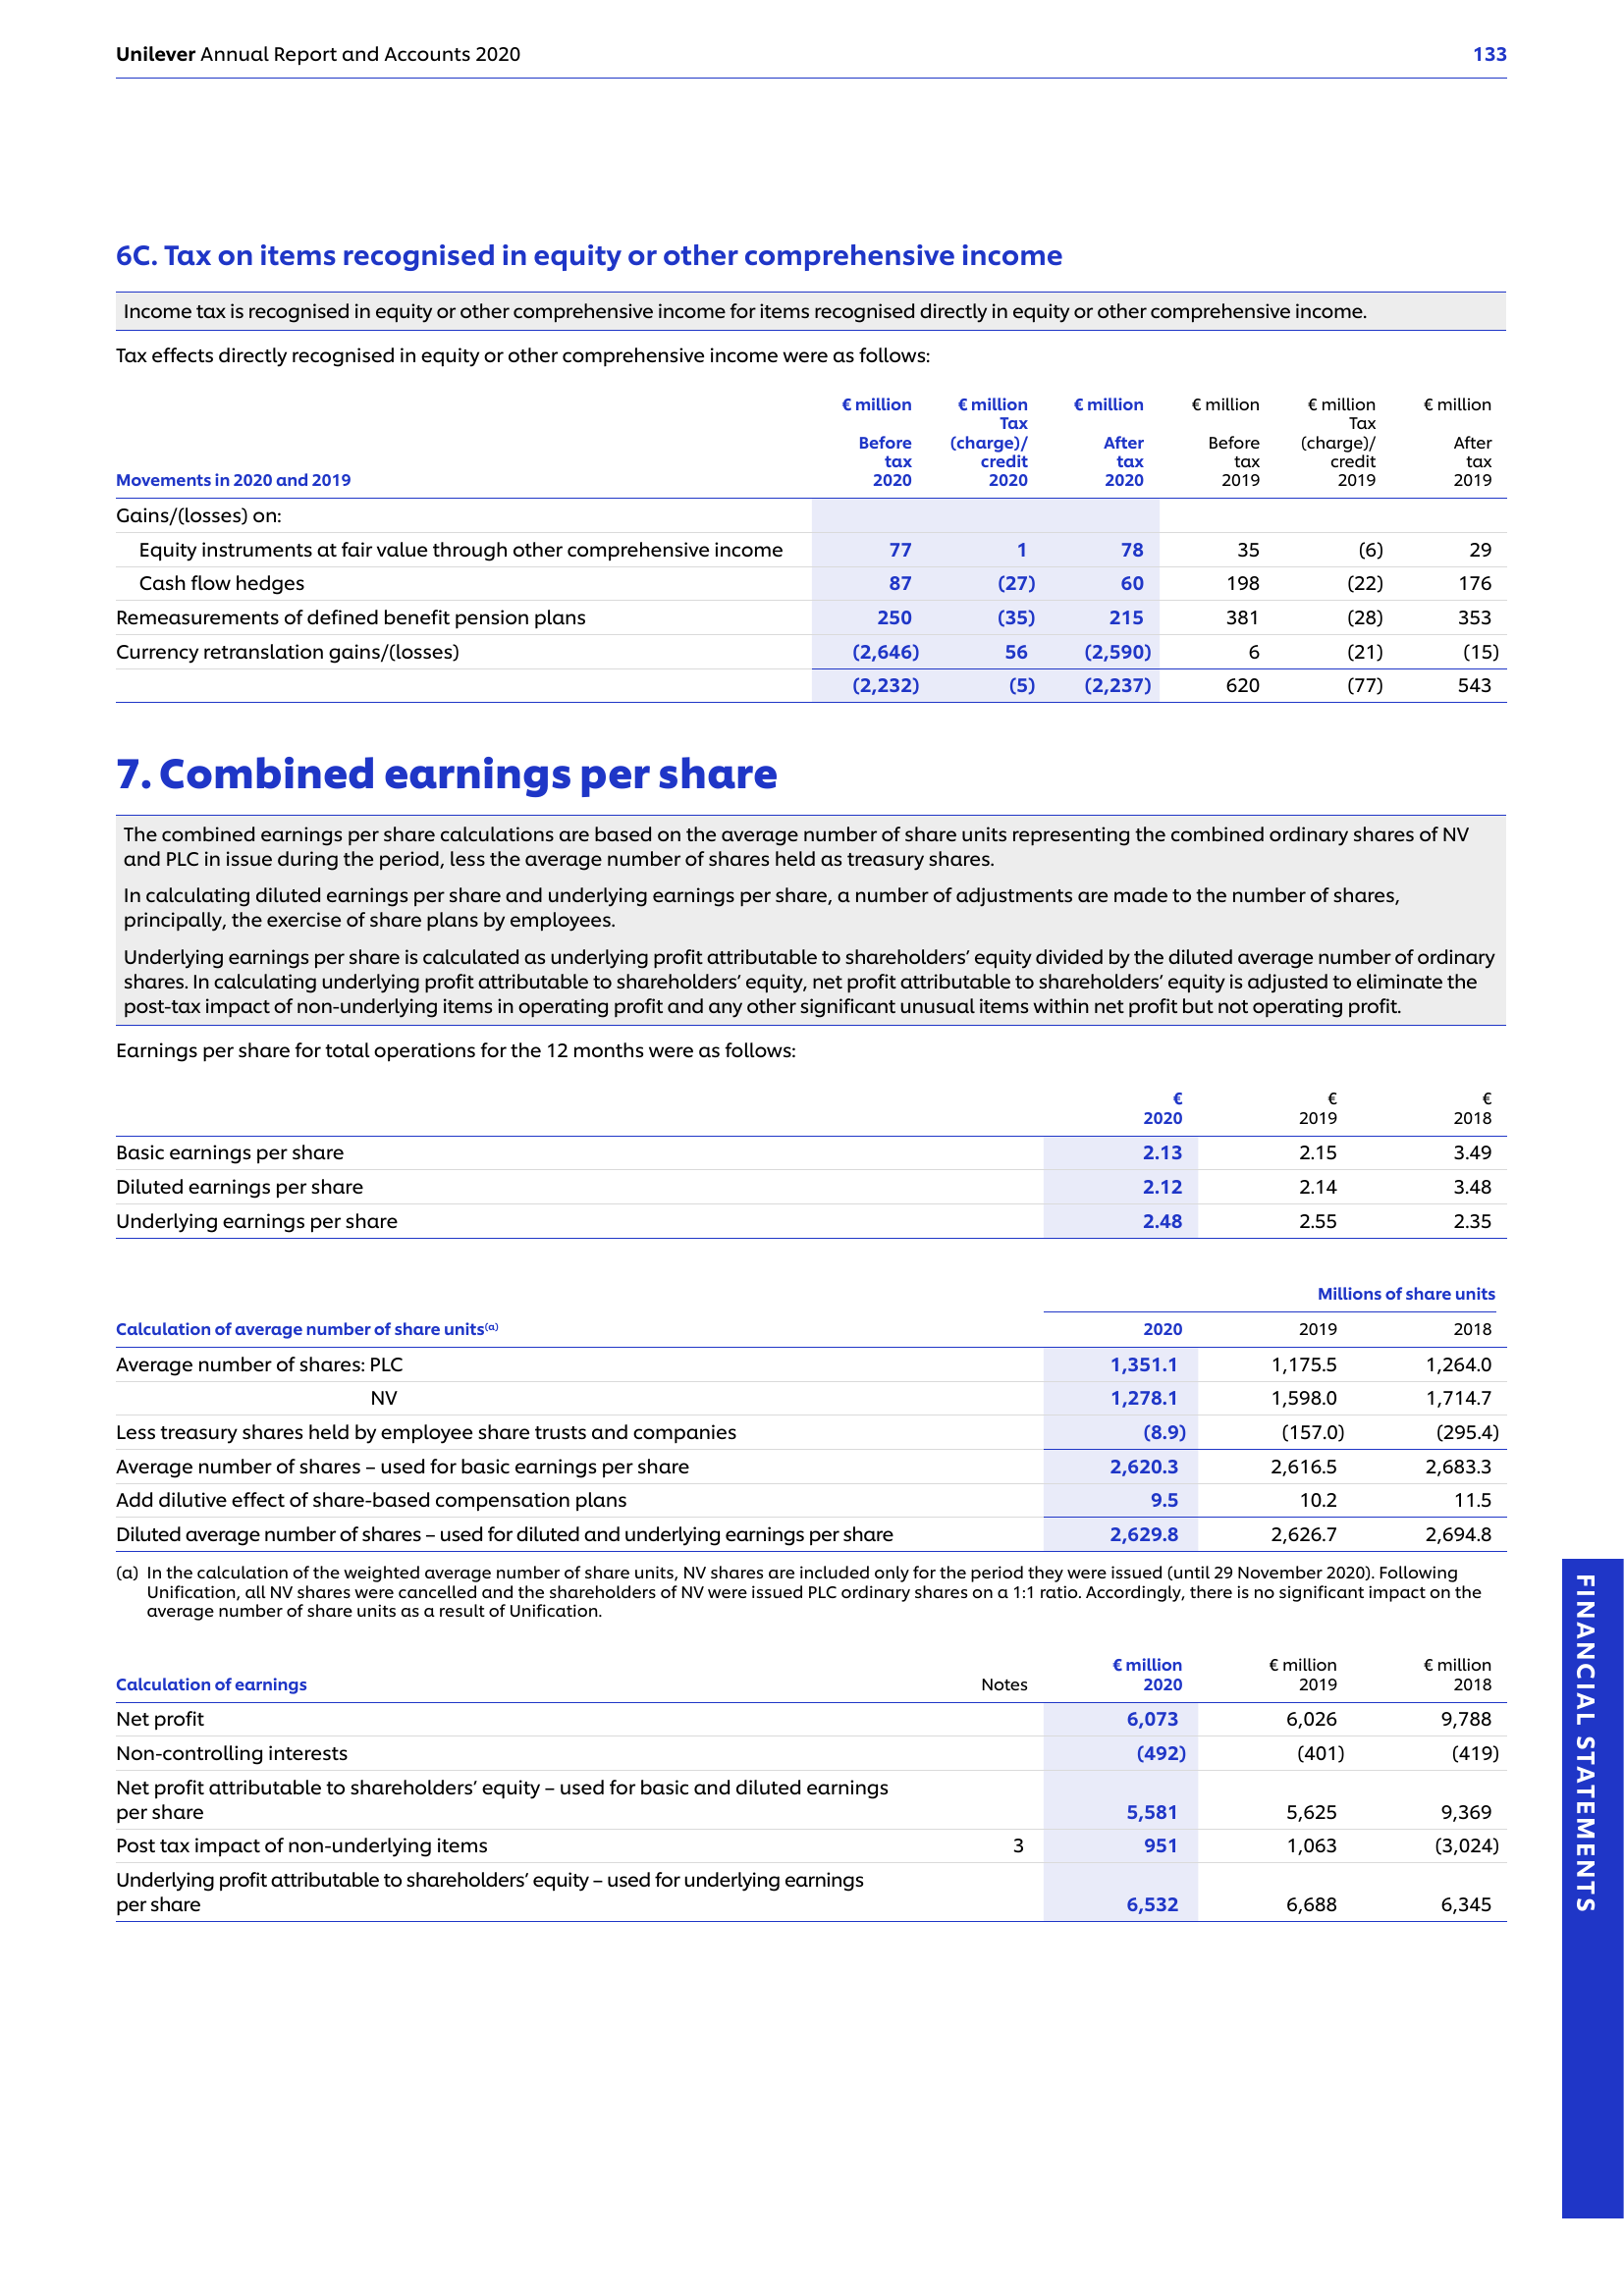 Unilever Annual Report and Accounts 2020 133
6C. Tax on items recognised in equity or other comprehensive income
Income tax is recognised in equity or other comprehensive income for items recognised directly in equity or other comprehensive income.
Tax effects directly recognised in equity or other comprehensive income were as follows:
€ million € million € million € million € million € million
Tax Tax
Before (charge)/ After Before (charge)/ After
tax credit tax tax credit tax
Movements in 2020 and 2019 2020 2020 2020 2019 2019 2019
Gains/(losses) on:
Equity instruments at fair value through other comprehensive income 77 1 78 35 (6) 29
Cash flow hedges 87 (27) 60 198 (22) 176
Remeasurements of defined benefit pension plans 250 (35) 215 381 (28) 353
Currency retranslation gains/(losses) (2,646) 56 (2,590) 6 (21) (15)
(2,232) (5) (2,237) 620 (77) 543
7. Combined earnings per share
The combined earnings per share calculations are based on the average number of share units representing the combined ordinary shares of NV
and PLC in issue during the period, less the average number of shares held as treasury shares.
In calculating diluted earnings per share and underlying earnings per share, a number of adjustments are made to the number of shares,
principally, the exercise of share plans by employees.
Underlying earnings per share is calculated as underlying profit attributable to shareholders’ equity divided by the diluted average number of ordinary
shares. In calculating underlying profit attributable to shareholders’ equity, net profit attributable to shareholders’ equity is adjusted to eliminate the
post-tax impact of non-underlying items in operating profit and any other significant unusual items within net profit but not operating profit.
Earnings per share for total operations for the 12 months were as follows:
€ € €
2020 2019 2018
Basic earnings per share 2.13 2.15 3.49
Diluted earnings per share 2.12 2.14 3.48
Underlying earnings per share 2.48 2.55 2.35
Millions of share units
Calculation of average number of share units(a) 2020 2019 2018
Average number of shares: PLC 1,351.1 1,175.5 1,264.0
NV 1,278.1 1,598.0 1,714.7
Less treasury shares held by employee share trusts and companies (8.9) (157.0) (295.4)
Average number of shares – used for basic earnings per share 2,620.3 2,616.5 2,683.3
Add dilutive effect of share-based compensation plans 9.5 10.2 11.5
Diluted average number of shares – used for diluted and underlying earnings per share 2,629.8 2,626.7 2,694.8
(a) In the calculation of the weighted average number of share units, NV shares are included only for the period they were issued (until 29 November 2020). Following
Unification, all NV shares were cancelled and the shareholders of NV were issued PLC ordinary shares on a 1:1 ratio. Accordingly, there is no significant impact on the
average number of share units as a result of Unification.
€ million € million € million
Calculation of earnings Notes 2020 2019 2018
Net profit 6,073 6,026 9,788
Non-controlling interests (492) (401) (419)
Net profit attributable to shareholders’ equity – used for basic and diluted earnings
per share 5,581 5,625 9,369
Post tax impact of non-underlying items 3 951 1,063 (3,024)
Underlying profit attributable to shareholders’ equity – used for underlying earnings
per share 6,532 6,688 6,345
FINANCIAL STATEMENTS